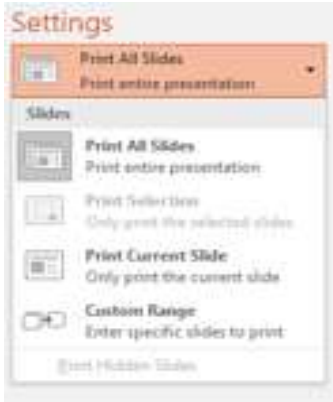 Settings
Print All Slides
Print entire presentation
Slides
Print All Slides
Print entire presentation
Print Selection
Only print the selected slides
Print Current Slide
Only print the current slide
Custom Range
Enter specific slides to print
Print Hidden Slides